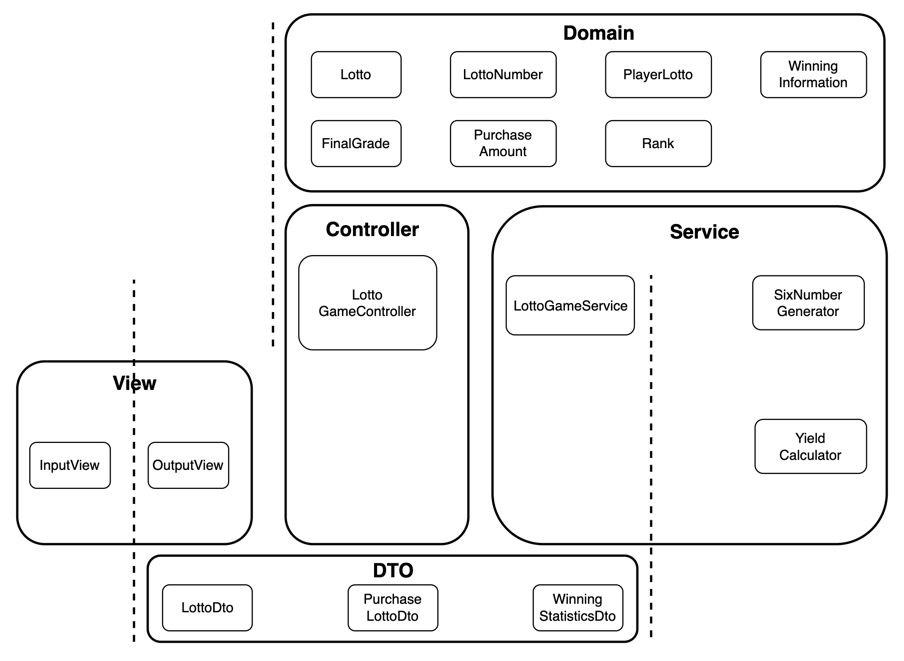 Domain
Lotto
LottoNumber
PlayerLotto
Winning
Information
FinalGrade
Purchase
Amount
Rank
Controller
Lotto
GameController
Service
LottoGameService
SixNumber
Generator
Yield
Calculator
View
InputView
OutputView
DTO
LottoDto
Purchase
LottoDto
Winning
StatisticsDto